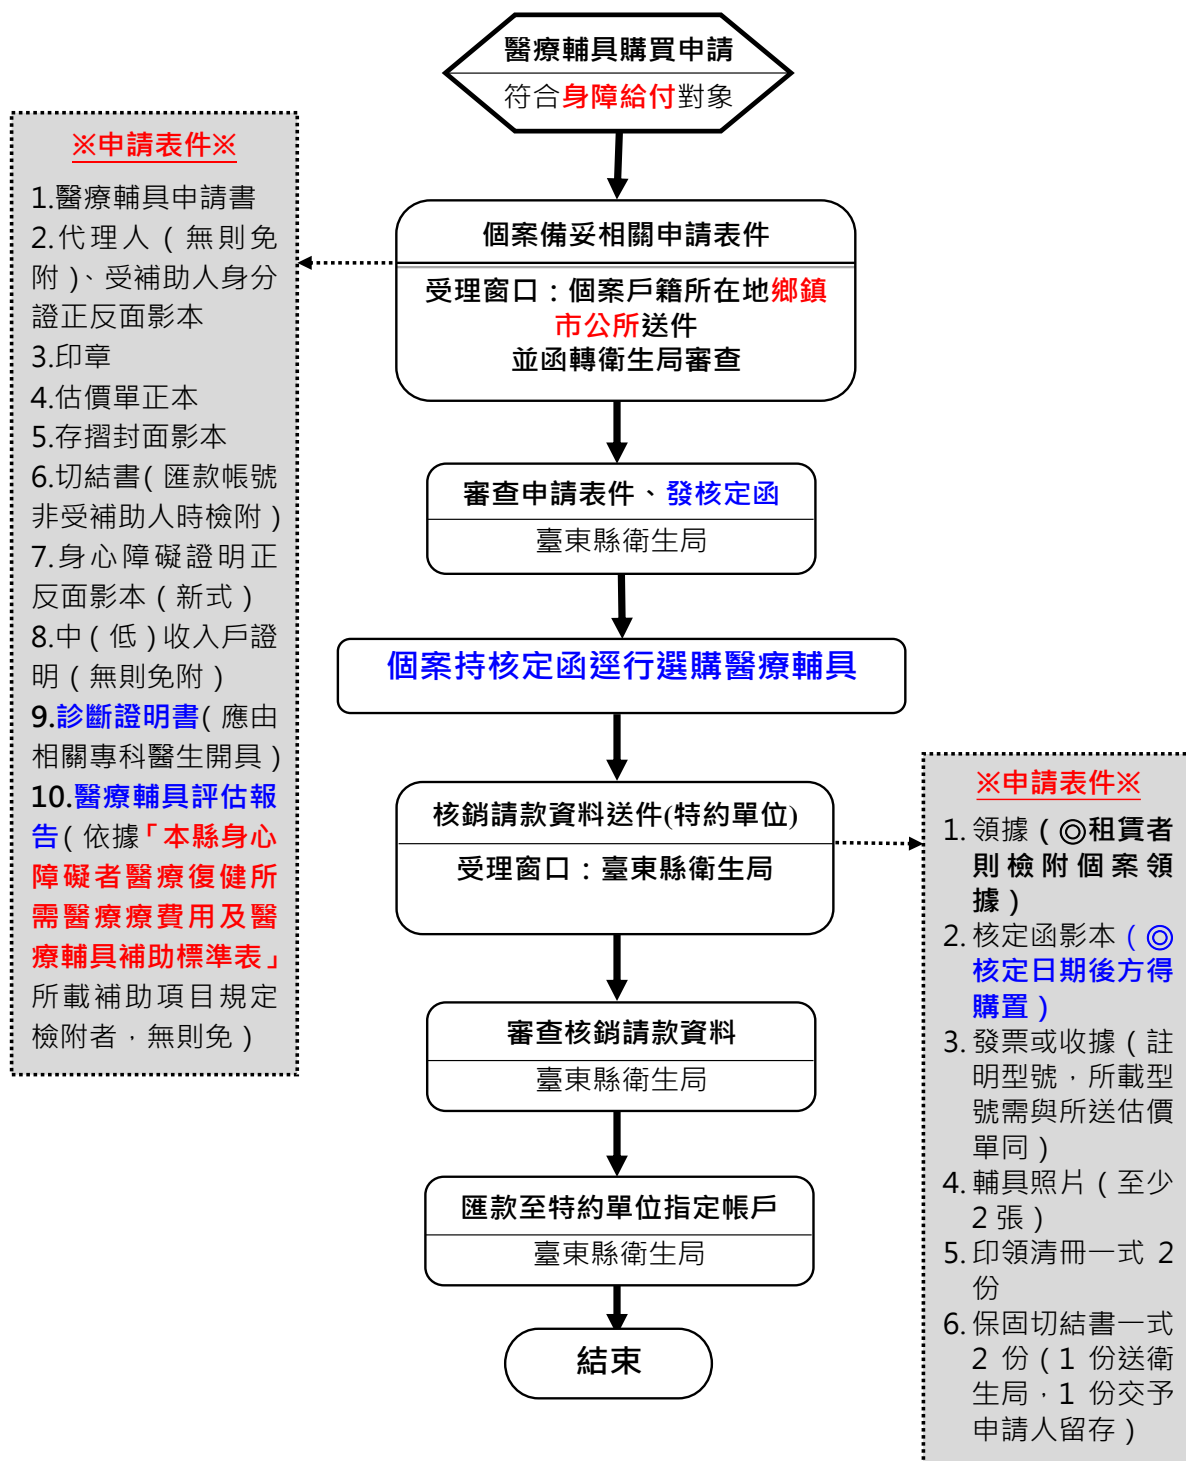 醫療輔具購買申請
符合身障給付對象
※申請表件※
1.醫療輔具申請書
2.代理人（無則免
附）、受補助人身分
證正反面影本
3.印章
4.估價單正本
5.存摺封面影本
6.切結書（匯款帳號
非受補助人時檢附）
7.身心障礙證明正
反面影本（新式）
8.中（低）收入戶證
明（無則免附）
9.診斷證明書（應由
相關專科醫生開具）
10.醫療輔具評估報
告（依據「本縣身心
障礙者醫療復健所
需醫療療費用及醫
療輔具補助標準表」
所載補助項目規定
檢附者，無則免）
個案備妥相關申請表件
受理窗口：個案戶籍所在地鄉鎮
市公所送件
並函轉衛生局審查
審查申請表件、發核定函
臺東縣衛生局
個案持核定函逕行選購醫療輔具
核銷請款資料送件(特約單位)
受理窗口：臺東縣衛生局
※申請表件※
1. 領據（◎租賃者
則檢附個案領
據）
2. 核定函影本（◎
核定日期後方得
購置）
3. 發票或收據（註
明型號，所載型
號需與所送估價
單同）
4. 輔具照片（至少
2 張）
5. 印領清冊一式 2
份
6. 保固切結書一式
2 份（1 份送衛
生局，1 份交予
申請人留存）
審查核銷請款資料
臺東縣衛生局
匯款至特約單位指定帳戶
臺東縣衛生局
結束